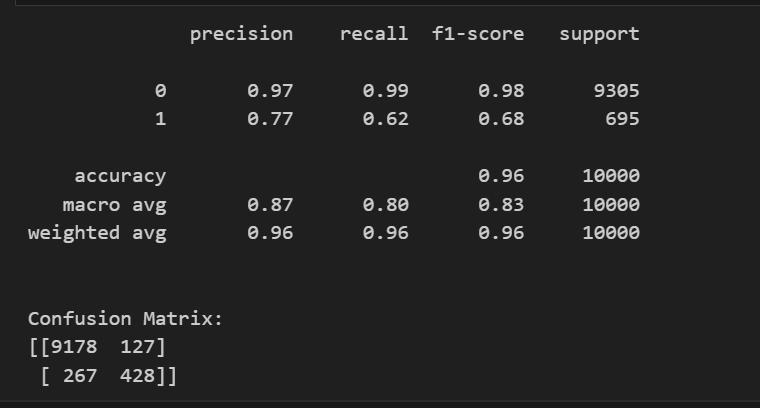 precision recall f1-score support
0 0.97 0.99 0.98 9305
1 0.77 0.62 0.68 695
accuracy 0.96 10000
macro avg 0.87 0.80 0.83 10000
weighted avg 0.96 0.96 0.96 10000
Confusion Matrix:
[[9178 127]
[ 267 428]]